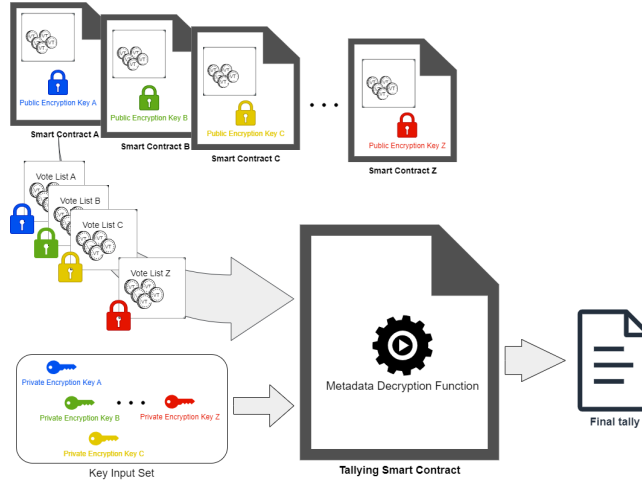 Public Encryption Key A
Smart Contract A
Public Encryption Key B
Smart Contract B
Public Encryption Key C
Smart Contract C
Public Encryption Key Z
Smart Contract Z
Vote List A
Vote List B
Vote List C
Vote List Z
Private Encryption Key A
Private Encryption Key B
Private Encryption Key Z
Private Encryption Key C
Key Input Set
Metadata Decryption Function
Tallying Smart Contract
Final tally